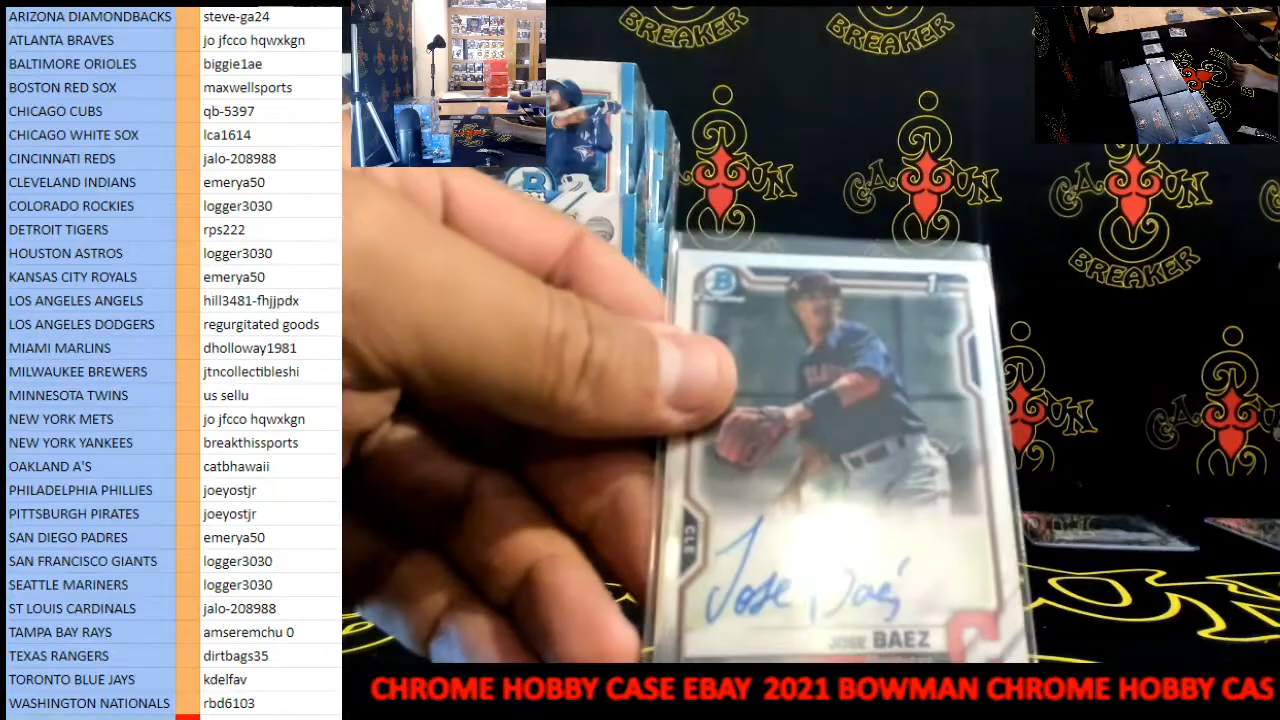 ARIZONA DIAMONDBACKS steve-ga24
ATLANTA BRAVES jo jfcco hqwxkgn
BALTIMORE ORIOLES biggie1ae
BOSTON RED SOX maxwellsports
CHICAGO CUBS qb-5397
CHICAGO WHITE SOX lca1614
CINCINNATI REDS jalo-208988
CLEVELAND INDIANS emerya50
COLORADO ROCKIES logger3030
DETROIT TIGERS rps222
HOUSTON ASTROS logger3030
KANSAS CITY ROYALS emerya50
LOS ANGELES ANGELS hill3481-fhjjpdx
LOS ANGELES DODGERS regurgitated goods
MIAMI MARLINS dholloway1981
MILWAUKEE BREWERS jtncollectibleshi
MINNESOTA TWINS us sellu
NEW YORK METS jo jfcco hqwxkgn
NEW YORK YANKEES breakthissports
OAKLAND A'S catbhawaii
PHILADELPHIA PHILLIES joeyostjr
PITTSBURGH PIRATES joeyostjr
SAN DIEGO PADRES emerya50
SAN FRANCISCO GIANTS logger3030
SEATTLE MARINERS logger3030
ST LOUIS CARDINALS jalo-208988
TAMPA BAY RAYS amseremchu 0
TEXAS RANGERS dirtbags35
TORONTO BLUE JAYS kdelfav
WASHINGTON NATIONALS rbd6103
BREAKER
BREAKER
BREAKER
B
1
CLE
Jose Baez
JOSE BAEZ
C
CHROME HOBBY CASE EBAY 2021 BOWMAN CHROME HOBBY CAS